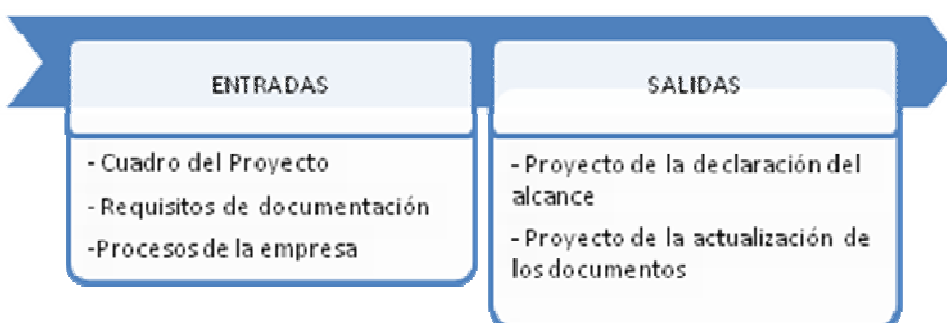 ENTRADAS
- Cuadro del Proyecto
- Requisitos de documentación
-Procesos de la empresa
SALIDAS
- Proyecto de la declaración del
alcance
- Proyecto de la actualización de
los documentos